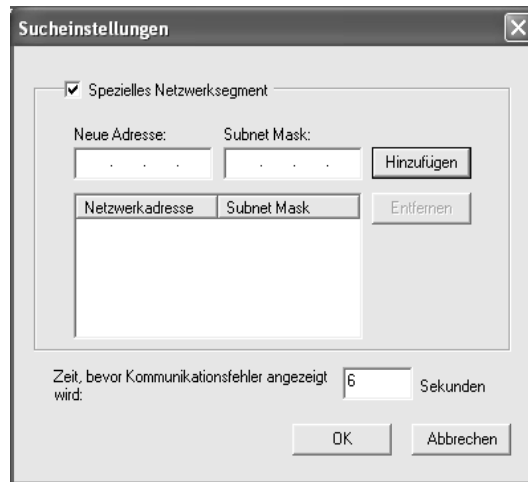 Sucheinstellungen
Spezielles Netzwerksegment
Neue Adresse: Subnet Mask:
. . . . . . Hinzufügen
Netzwerkadresse Subnet Mask Entfernen
Zeit, bevor Kommunikationsfehler angezeigt
wird: 6 Sekunden
OK Abbrechen